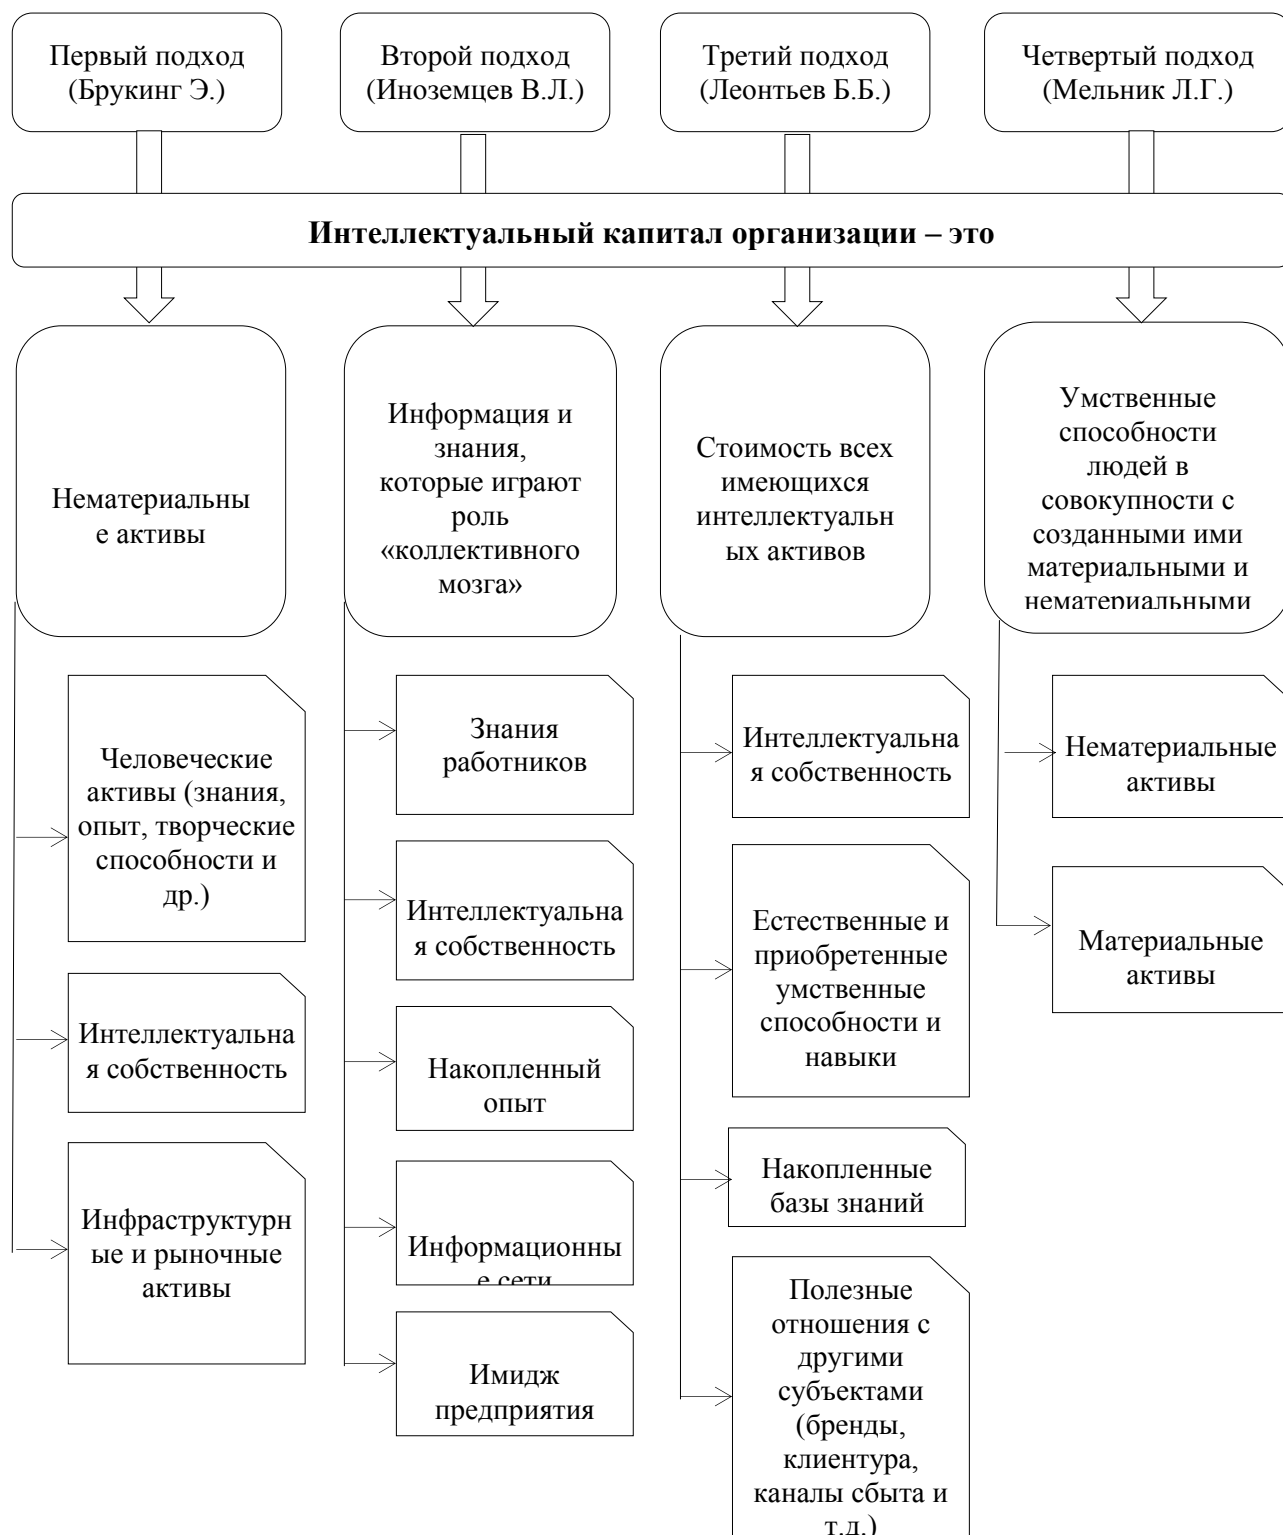 Первый подход
(Брукинг Э.)
Второй подход
(Иноземцев В.Л.)
Третий подход
(Леонтьев Б.Б.)
Четвертый подход
(Мельник Л.Г.)
Интеллектуальный капитал организации – это
Нематериальны
е активы
Информация и
знания,
которые играют
роль
«коллективного
мозга»
Стоимость всех
имеющихся
интеллектуальн
ых активов
Умственные
способности
людей в
совокупности с
созданными ими
материальными и
нематериальными
Человеческие
активы (знания,
опыт, творческие
способности и
др.)
Интеллектуальна
я собственность
Инфраструктурн
ые и рыночные
активы
Знания
работников
Интеллектуальна
я собственность
Накопленный
опыт
Информационны
е сети
Имидж
предприятия
Интеллектуальна
я собственность
Естественные и
приобретенные
умственные
способности и
навыки
Накопленные
базы знаний
Полезные
отношения с
другими
субъектами
(бренды,
клиентура,
каналы сбыта и
т.д.)
Нематериальные
активы
Материальные
активы